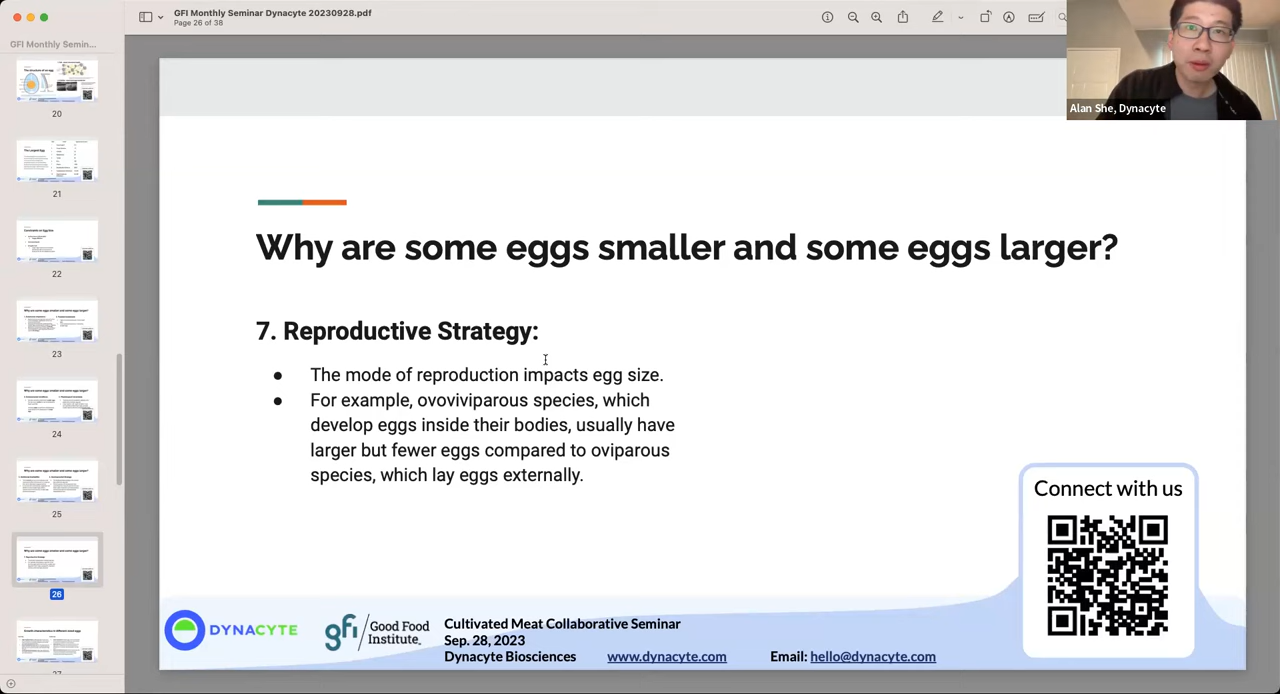 GFI Monthly Seminar Dynacyte 20230928.pdf
Page 26 of 38
GFI Monthly Semin...
20
21
22
23
24
25
26
27
Alan She, Dynacyte
Why are some eggs smaller and some eggs larger?
7. Reproductive Strategy:
● The mode of reproduction impacts egg size.
● For example, ovoviviparous species, which
develop eggs inside their bodies, usually have
larger but fewer eggs compared to oviparous
species, which lay eggs externally.
Connect with us
DYNACYTE
gfi Good Food
Institute.
Cultivated Meat Collaborative Seminar
Sep. 28, 2023
Dynacyte Biosciences www.dynacyte.com Email: hello@dynacyte.com